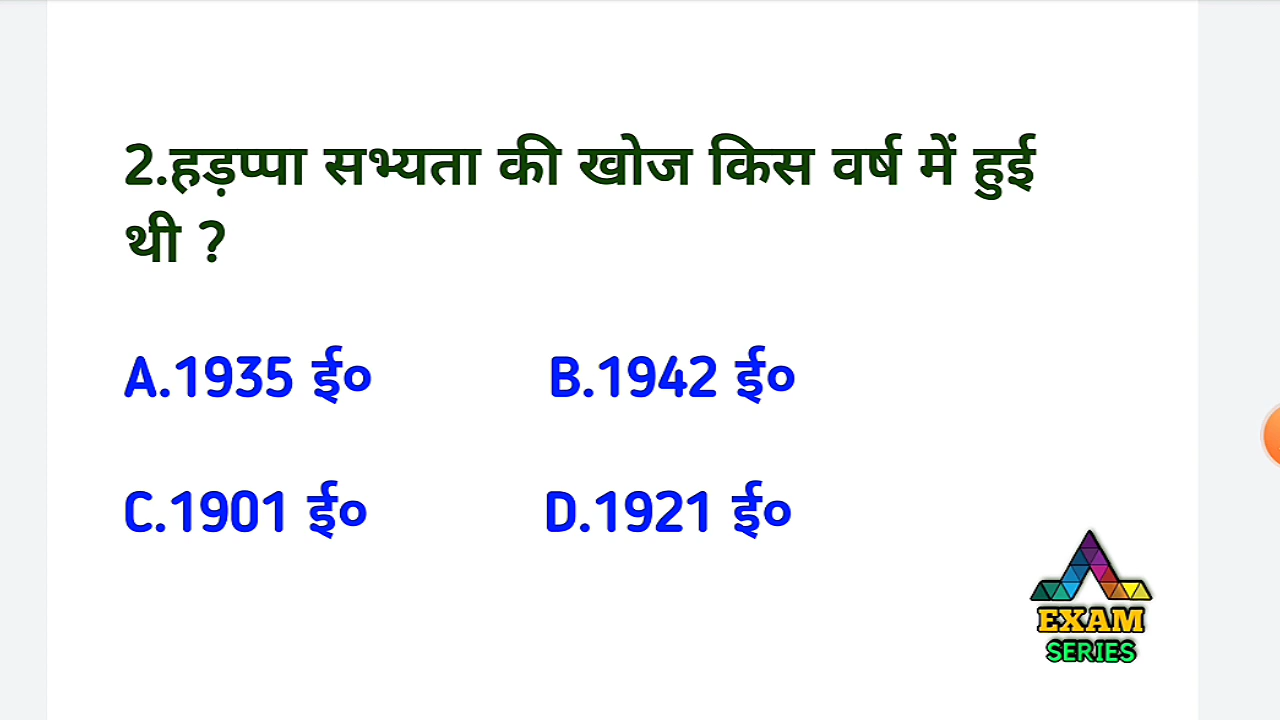 2.हड़प्पा सभ्यता की खोज किस वर्ष में हुई
थी ?
A.1935 ई० B.1942 ई०
C.1901 ई० D.1921 ई०
EXAM
SERIES